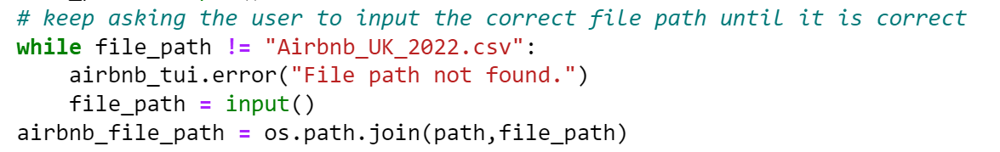 # keep asking the user to input the correct file path until it is correct
while file_path != "Airbnb_UK_2022.csv":
    airbnb_tui.error("File path not found.")
    file_path = input()
airbnb_file_path = os.path.join(path,file_path)